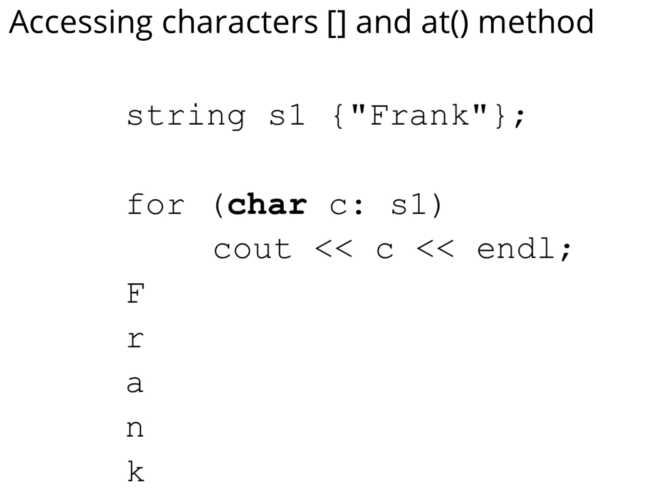 Accessing characters [] and at() method
string s1 {"Frank"};
for (char c: s1)
cout << c << endl;
F
r
a
n
k